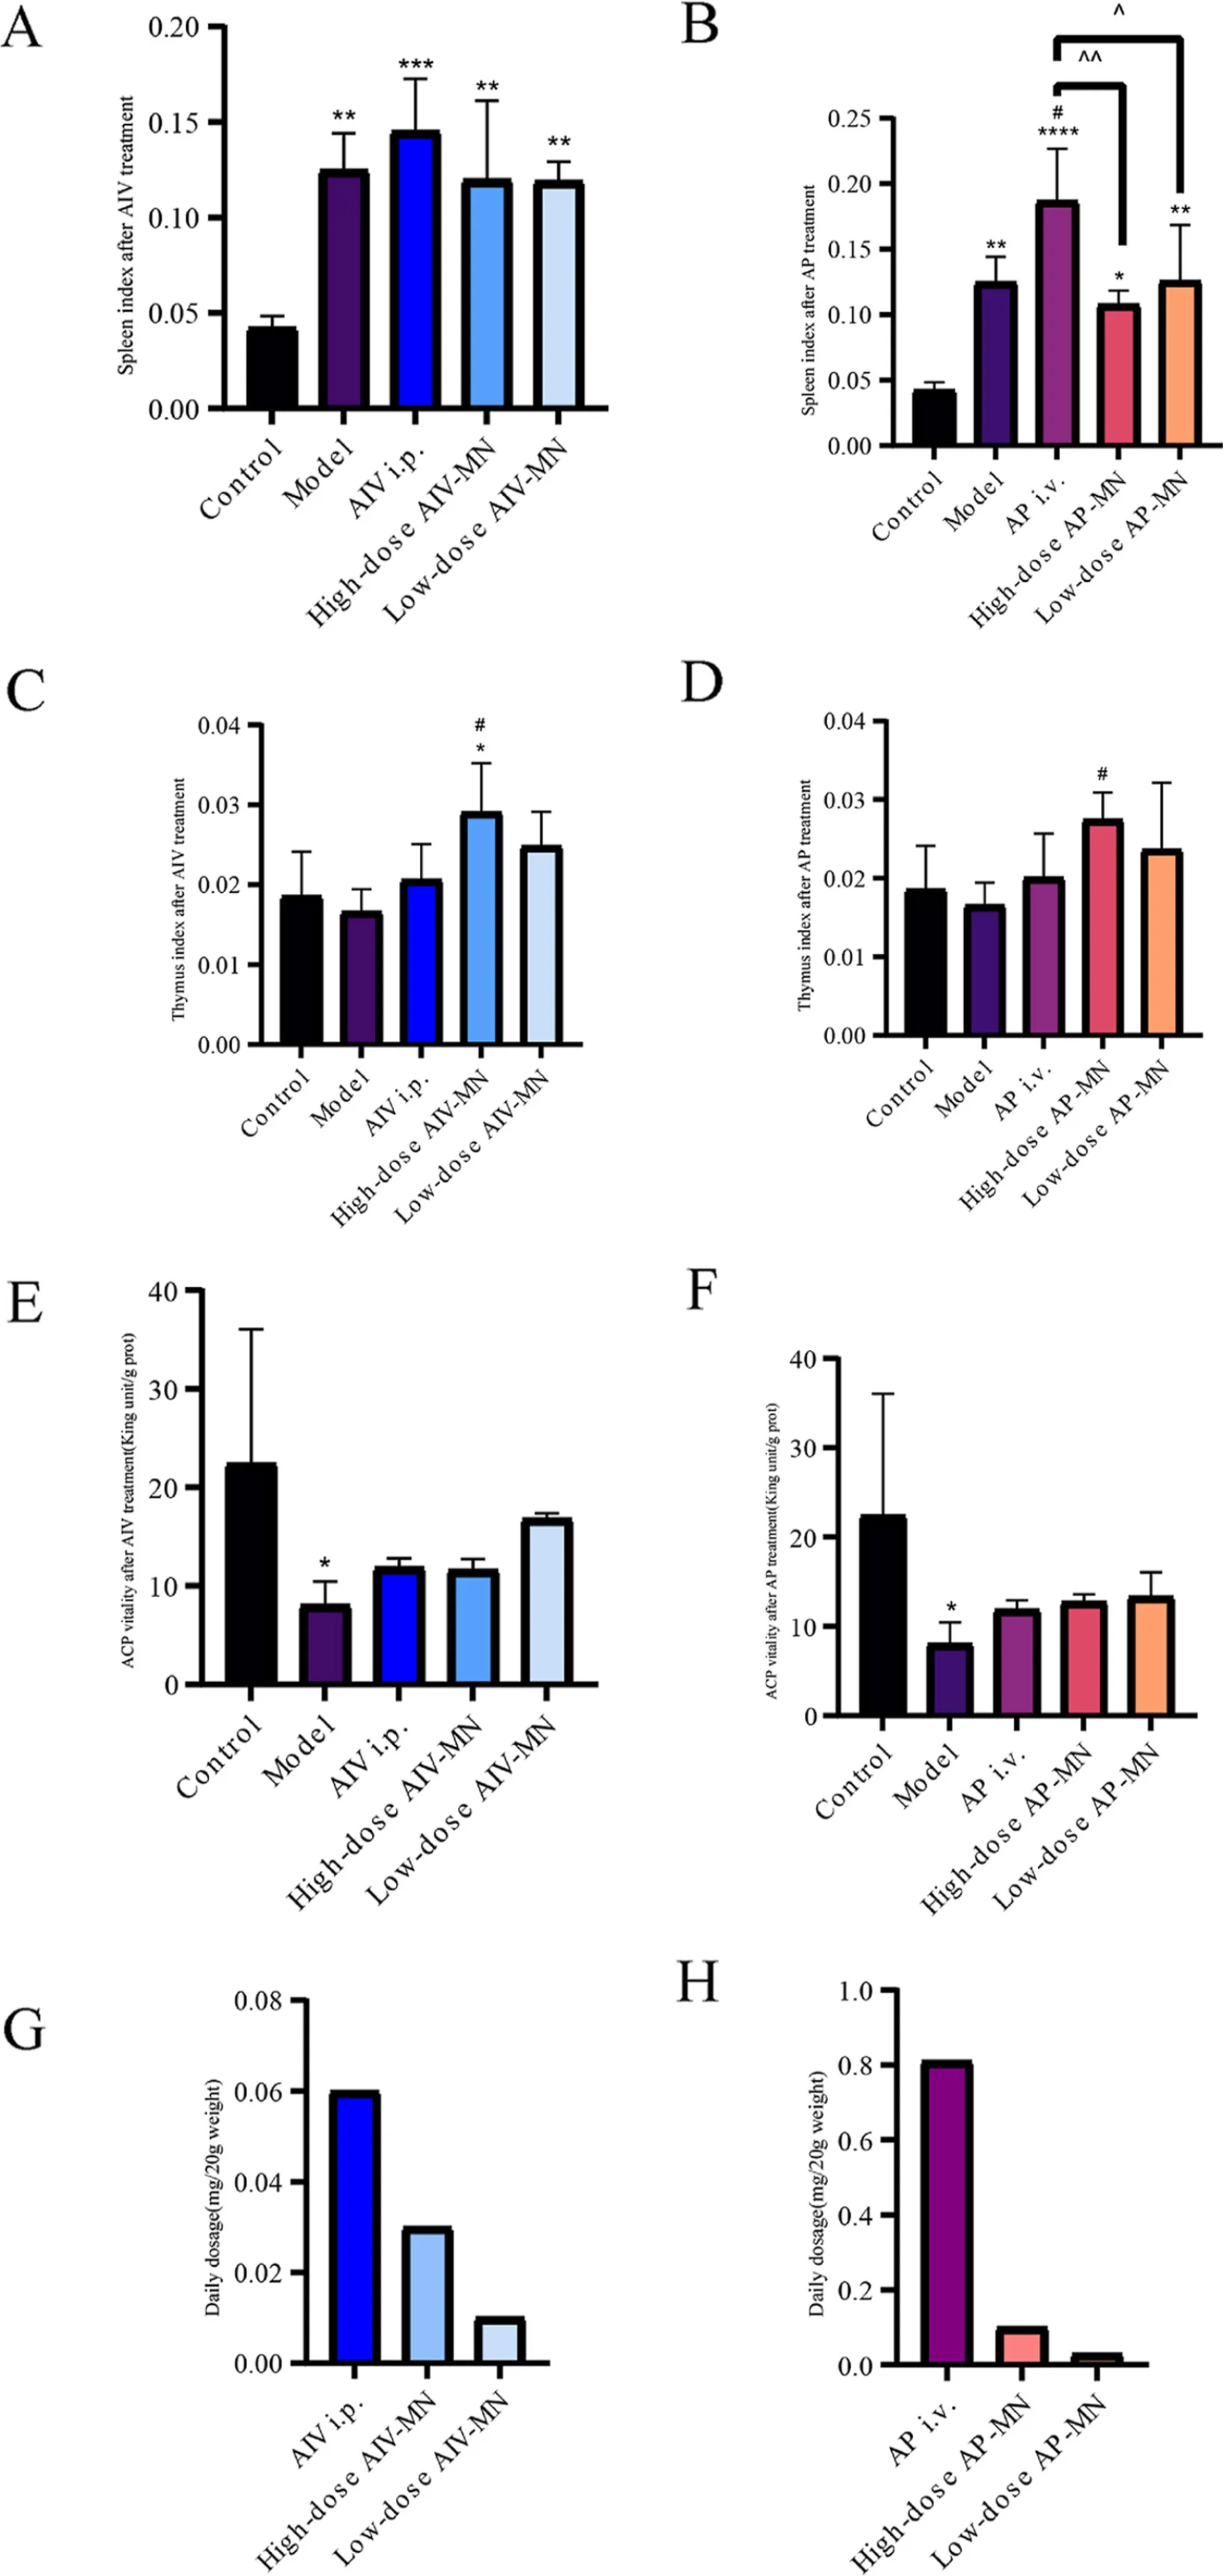 A
Spleen index after AIV treatment
0.20
0.15
0.10
0.05
0.00
**
***
**
**
Control
Model
AIV i.p.
High-dose AIV-MN
Low-dose AIV-MN
B
Spleen index after AP treatment
0.25
0.20
0.15
0.10
0.05
0.00
^
^^
**
#
****
*
**
Control
Model
AP i.v.
High-dose AP-MN
Low-dose AP-MN
C
Thymus index after AIV treatment
0.04
0.03
0.02
0.01
0.00
#
*
Control
Model
AIV i.p.
High-dose AIV-MN
Low-dose AIV-MN
D
Thymus index after AP treatment
0.04
0.03
0.02
0.01
0.00
#
Control
Model
AP i.v.
High-dose AP-MN
Low-dose AP-MN
E
ACP vitality after AIV treatment(King unit/g prot)
40
30
20
10
0
*
Control
Model
AIV i.p.
High-dose AIV-MN
Low-dose AIV-MN
F
ACP vitality after AP treatment(King unit/g prot)
40
30
20
10
0
*
Control
Model
AP i.v.
High-dose AP-MN
Low-dose AP-MN
G
Daily dosage(mg/20g weight)
0.08
0.06
0.04
0.02
0.00
AIV i.p.
High-dose AIV-MN
Low-dose AIV-MN
H
Daily dosage(mg/20g weight)
1.0
0.8
0.6
0.4
0.2
0.0
AP i.v.
High-dose AP-MN
Low-dose AP-MN